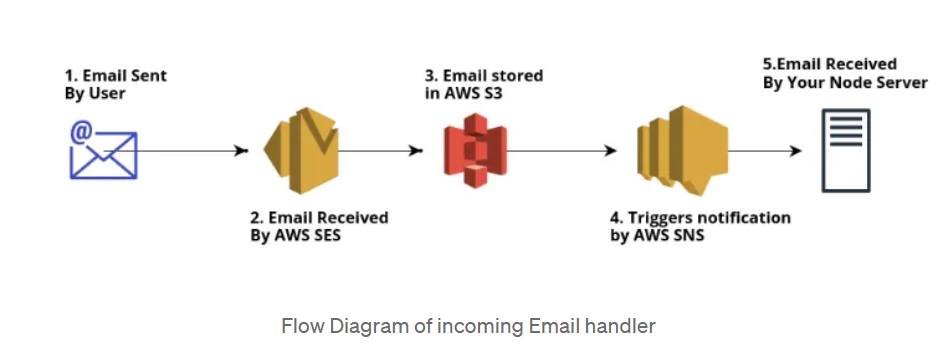 1. Email Sent
By User
2. Email Received
By AWS SES
3. Email stored
in AWS S3
4. Triggers notification
by AWS SNS
5.Email Received
By Your Node Server
@
Flow Diagram of incoming Email handler